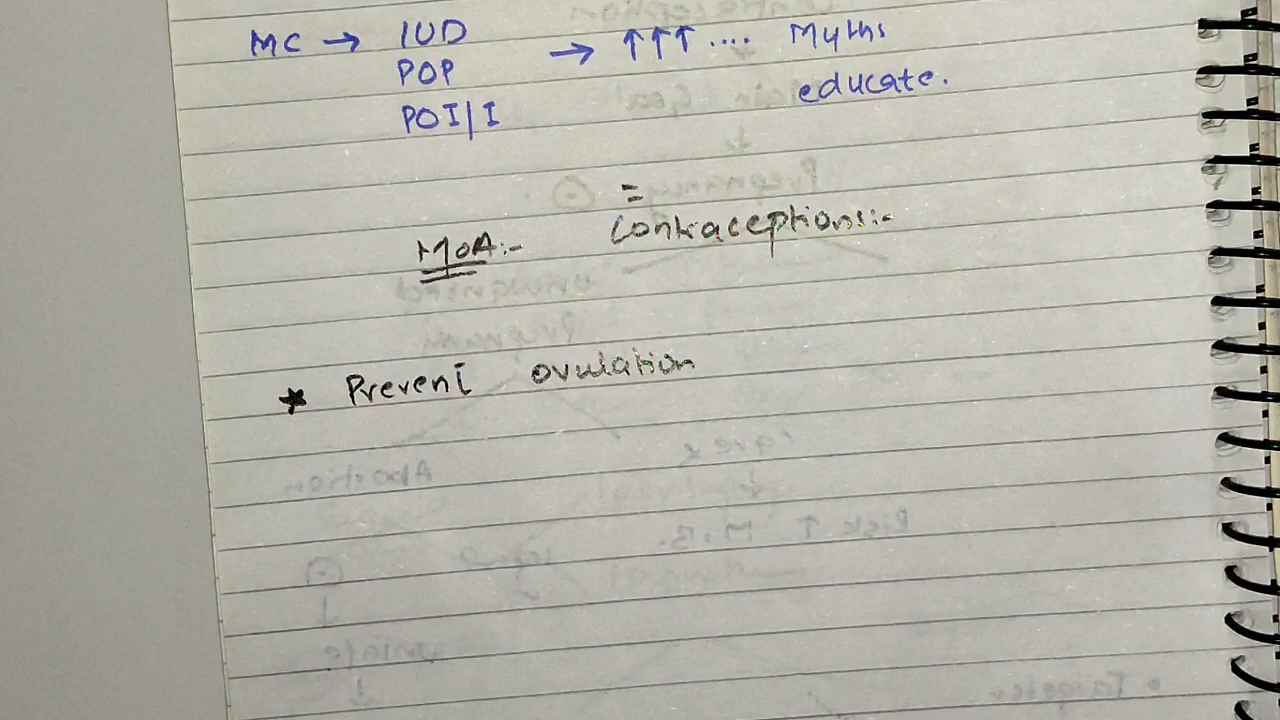 MC → IUD → ↑↑↑ .... Myths
POP educate.
POI/I
=
MOA:- Contraceptions:-
★ Prevent ovulation